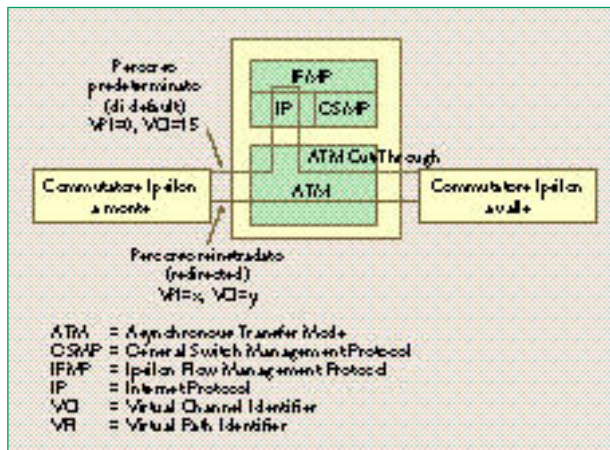 Percorso
predeterminato
(di default)
VPI=0, VCI=15
IFMP
IP
GSMP
ATM Cut-Through
ATM
Commutatore Ipsilon
a monte
Commutatore Ipsilon
a valle
Percorso reinstradato
(redirected)
VPI=x, VCI=y
ATM = Asynchronous Transfer Mode
GSMP = General Switch Management Protocol
IFMP = Ipsilon Flow Management Protocol
IP = Internet Protocol
VCI = Virtual Channel Identifier
VPI = Virtual Path Identifier